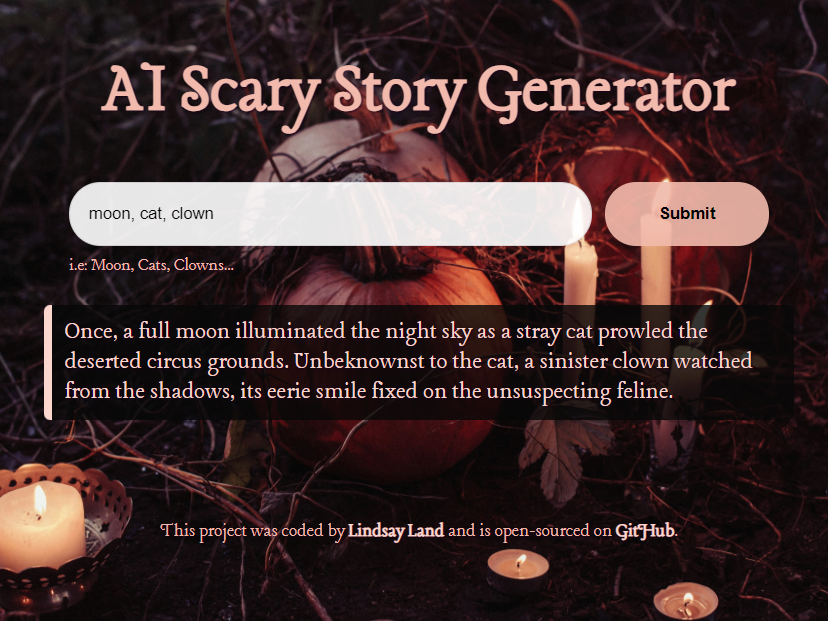 AI Scary Story Generator
moon, cat, clown
Submit
i.e: Moon, Cats, Clowns...
Once, a full moon illuminated the night sky as a stray cat prowled the
deserted circus grounds. Unbeknownst to the cat, a sinister clown watched
from the shadows, its eerie smile fixed on the unsuspecting feline.
This project was coded by Lindsay Land and is open-sourced on GitHub.